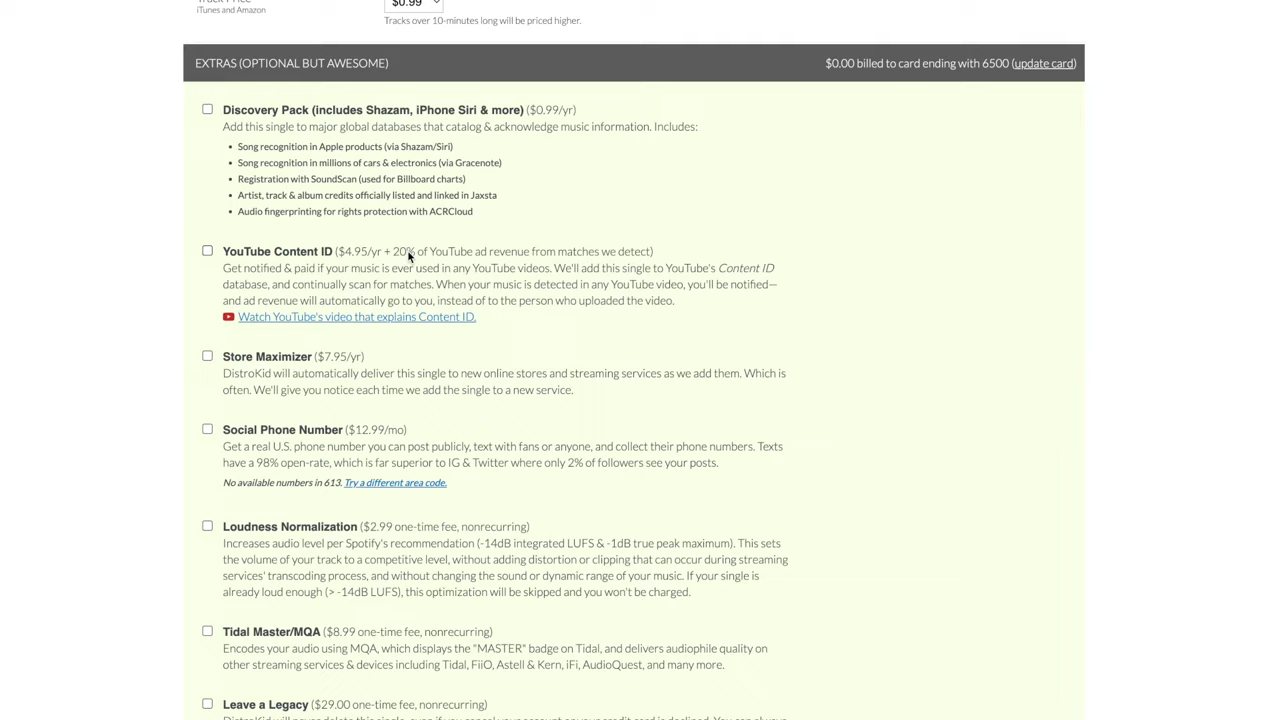 Track Price
iTunes and Amazon
$0.99
Tracks over 10-minutes long will be priced higher.
EXTRAS (OPTIONAL BUT AWESOME)
$0.00 billed to card ending with 6500 (update card)
Discovery Pack (includes Shazam, iPhone Siri & more) ($0.99/yr)
Add this single to major global databases that catalog & acknowledge music information. Includes:
• Song recognition in Apple products (via Shazam/Siri)
• Song recognition in millions of cars & electronics (via Gracenote)
• Registration with SoundScan (used for Billboard charts)
• Artist, track & album credits officially listed and linked in Jaxsta
• Audio fingerprinting for rights protection with ACRCloud
YouTube Content ID ($4.95/yr + 20% of YouTube ad revenue from matches we detect)
Get notified & paid if your music is ever used in any YouTube videos. We'll add this single to YouTube's Content ID
database, and continually scan for matches. When your music is detected in any YouTube video, you'll be notified—
and ad revenue will automatically go to you, instead of to the person who uploaded the video.
Watch YouTube's video that explains Content ID.
Store Maximizer ($7.95/yr)
DistroKid will automatically deliver this single to new online stores and streaming services as we add them. Which is
often. We'll give you notice each time we add the single to a new service.
Social Phone Number ($12.99/mo)
Get a real U.S. phone number you can post publicly, text with fans or anyone, and collect their phone numbers. Texts
have a 98% open-rate, which is far superior to IG & Twitter where only 2% of followers see your posts.
No available numbers in 613. Try a different area code.
Loudness Normalization ($2.99 one-time fee, nonrecurring)
Increases audio level per Spotify's recommendation (-14dB integrated LUFS & -1dB true peak maximum). This sets
the volume of your track to a competitive level, without adding distortion or clipping that can occur during streaming
services' transcoding process, and without changing the sound or dynamic range of your music. If your single is
already loud enough (> -14dB LUFS), this optimization will be skipped and you won't be charged.
Tidal Master/MQA ($8.99 one-time fee, nonrecurring)
Encodes your audio using MQA, which displays the "MASTER" badge on Tidal, and delivers audiophile quality on
other streaming services & devices including Tidal, FiiO, Astell & Kern, iFi, AudioQuest, and many more.
Leave a Legacy ($29.00 one-time fee, nonrecurring)